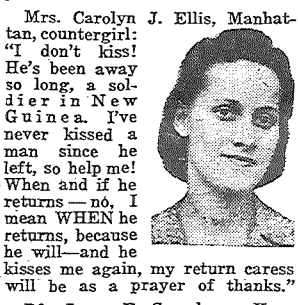 Mrs. Carolyn J. Ellis, Manhat-
tan, countergirl:
"I don't kiss!
He's been away
so long, a sol-
dier in New
Guinea. I've
never kissed a
man since he
left, so help me!
When and if he
returns — no, I
mean WHEN he
returns, because
he will—and he
kisses me again, my return caress
will be as a prayer of thanks."